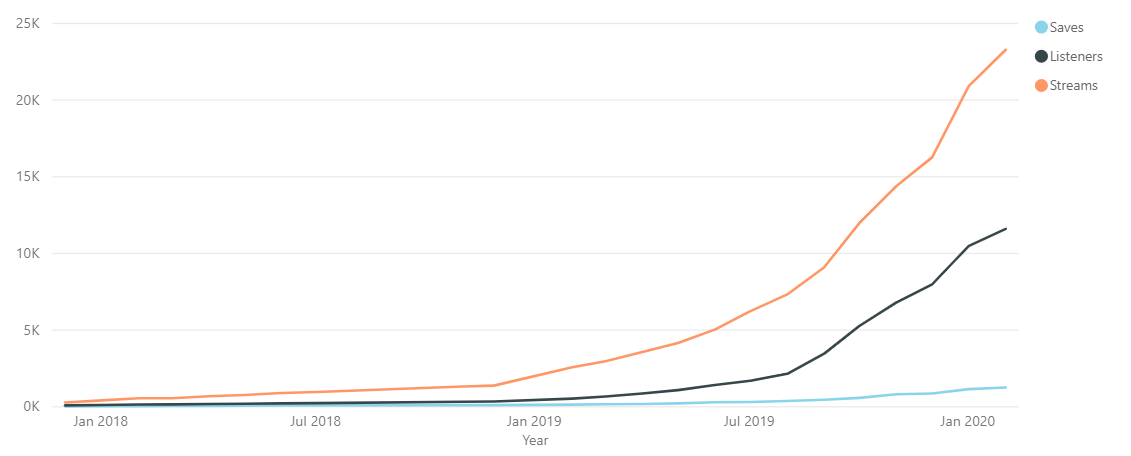 25K
20K
15K
10K
5K
0K
Jan 2018
Jul 2018
Jan 2019
Jul 2019
Jan 2020
Year
Saves
Listeners
Streams